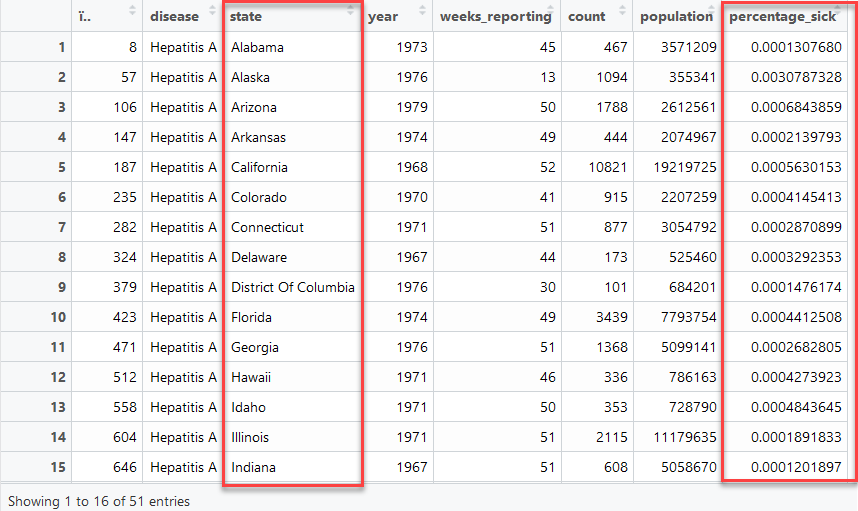 ï.. disease state year weeks_reporting count population percentage_sick
1 8 Hepatitis A Alabama 1973 45 467 3571209 0.0001307680
2 57 Hepatitis A Alaska 1976 13 1094 355341 0.0030787328
3 106 Hepatitis A Arizona 1979 50 1788 2612561 0.0006843859
4 147 Hepatitis A Arkansas 1974 49 444 2074967 0.0002139793
5 187 Hepatitis A California 1968 52 10821 19219725 0.0005630153
6 235 Hepatitis A Colorado 1970 41 915 2207259 0.0004145413
7 282 Hepatitis A Connecticut 1971 51 877 3054792 0.0002870899
8 324 Hepatitis A Delaware 1967 44 173 525460 0.0003292353
9 379 Hepatitis A District Of Columbia 1976 30 101 684201 0.0001476174
10 423 Hepatitis A Florida 1974 49 3439 7793754 0.0004412508
11 471 Hepatitis A Georgia 1976 51 1368 5099141 0.0002682805
12 512 Hepatitis A Hawaii 1971 46 336 786163 0.0004273923
13 558 Hepatitis A Idaho 1971 50 353 728790 0.0004843645
14 604 Hepatitis A Illinois 1971 51 2115 11179635 0.0001891833
15 646 Hepatitis A Indiana 1967 51 608 5058670 0.0001201897
Showing 1 to 16 of 51 entries